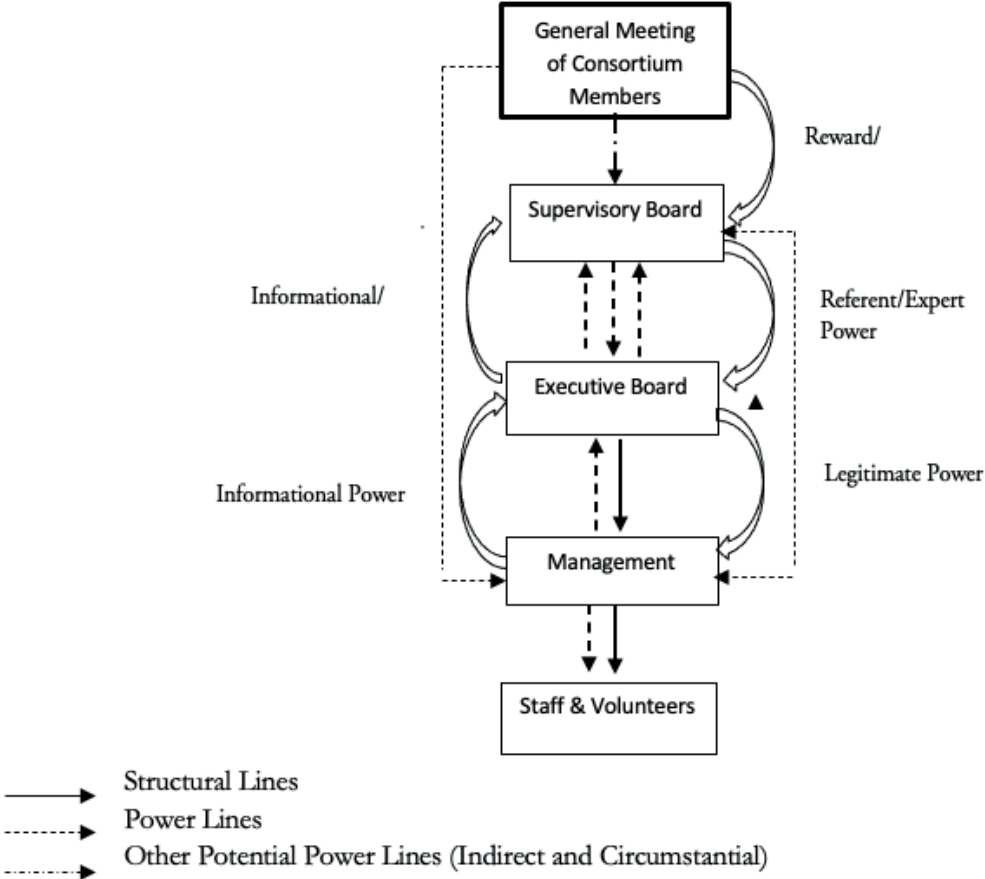 General Meeting
of Consortium
Members
Reward/
Supervisory Board
Informational/
Referent/Expert
Power
Executive Board
Legitimate Power
Informational Power
Management
Staff & Volunteers
Structural Lines
Power Lines
Other Potential Power Lines (Indirect and Circumstantial)